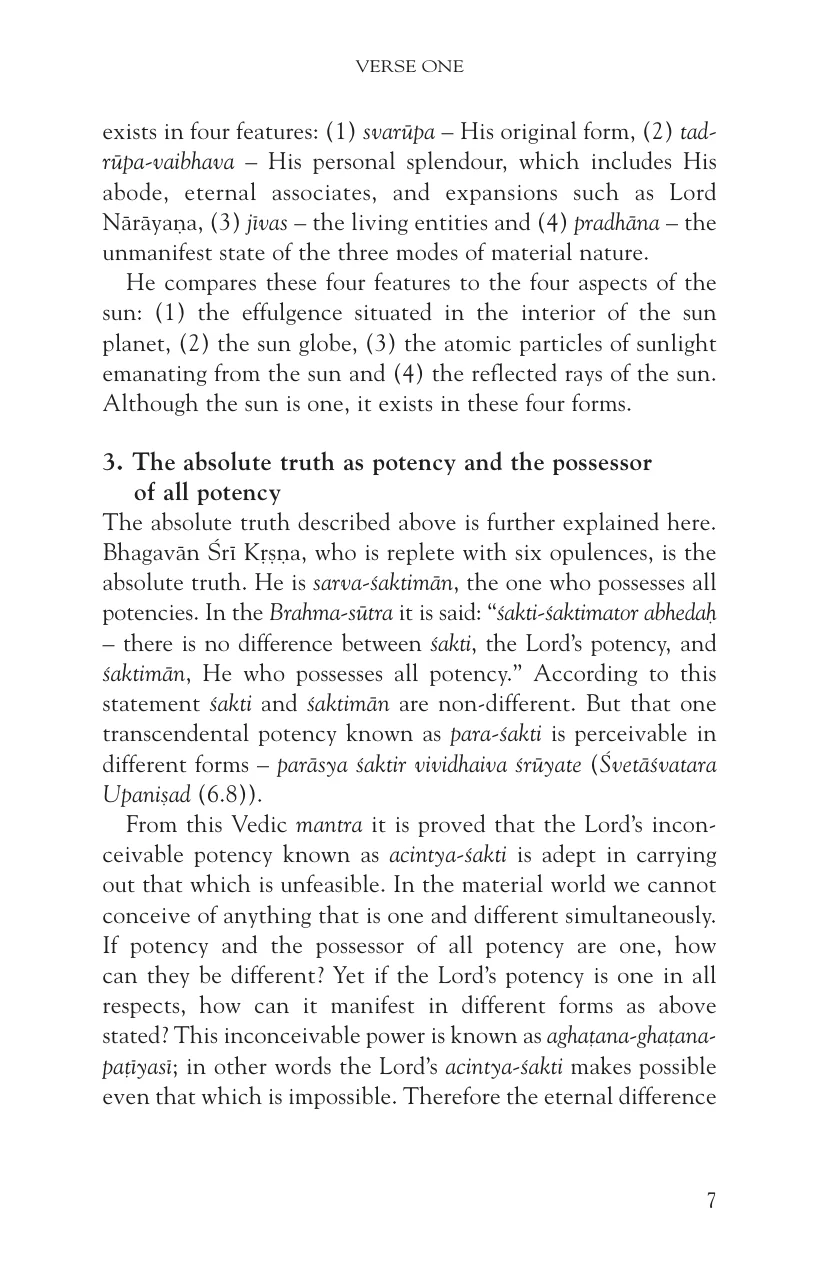 VERSE ONE
exists in four features: (1) svarūpa – His original form, (2) tad-
rūpa-vaibhava – His personal splendour, which includes His
abode, eternal associates, and expansions such as Lord
Nārāyaṇa, (3) jīvas – the living entities and (4) pradhāna – the
unmanifest state of the three modes of material nature.
He compares these four features to the four aspects of the
sun: (1) the effulgence situated in the interior of the sun
planet, (2) the sun globe, (3) the atomic particles of sunlight
emanating from the sun and (4) the reflected rays of the sun.
Although the sun is one, it exists in these four forms.
3. The absolute truth as potency and the possessor
of all potency
The absolute truth described above is further explained here.
Bhagavān Śrī Kṛṣṇa, who is replete with six opulences, is the
absolute truth. He is sarva-śaktimān, the one who possesses all
potencies. In the Brahma-sūtra it is said: “śakti-śaktimator abhedaḥ
– there is no difference between śakti, the Lord’s potency, and
śaktimān, He who possesses all potency.” According to this
statement śakti and śaktimān are non-different. But that one
transcendental potency known as para-śakti is perceivable in
different forms – parāsya śaktir vividhaiva śrūyate (Śvetāśvatara
Upaniṣad (6.8)).
From this Vedic mantra it is proved that the Lord’s incon-
ceivable potency known as acintya-śakti is adept in carrying
out that which is unfeasible. In the material world we cannot
conceive of anything that is one and different simultaneously.
If potency and the possessor of all potency are one, how
can they be different? Yet if the Lord’s potency is one in all
respects, how can it manifest in different forms as above
stated? This inconceivable power is known as aghaṭana-ghaṭana-
paṭīyasī; in other words the Lord’s acintya-śakti makes possible
even that which is impossible. Therefore the eternal difference
7